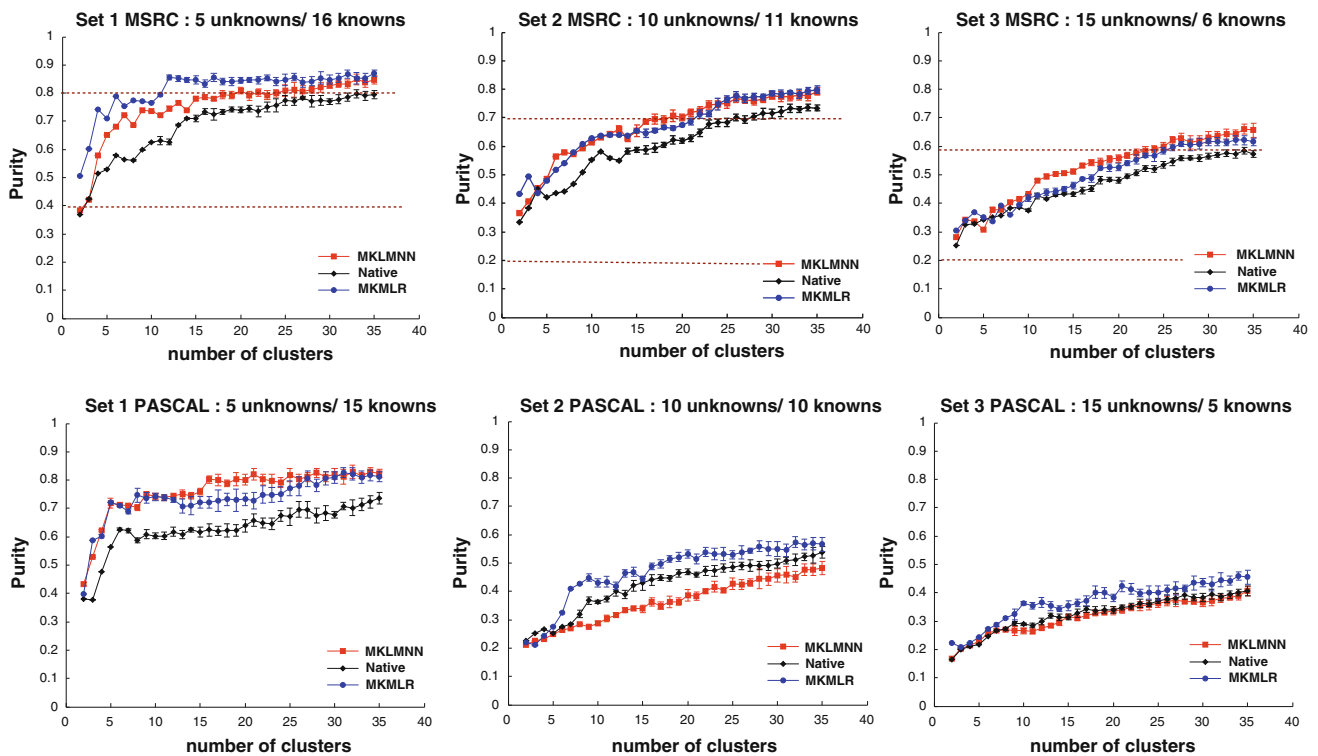 Set 1 MSRC : 5 unknowns/ 16 knowns
Purity
1
0.9
0.8
0.7
0.6
0.5
0.4
0.3
0.2
0.1
0
MKLMNN
Native
MKMLR
0 5 10 15 20 25 30 35 40
number of clusters
Set 2 MSRC : 10 unknowns/ 11 knowns
Purity
1
0.9
0.8
0.7
0.6
0.5
0.4
0.3
0.2
0.1
0
MKLMNN
Native
MKMLR
0 5 10 15 20 25 30 35 40
number of clusters
Set 3 MSRC : 15 unknowns/ 6 knowns
Purity
1
0.9
0.8
0.7
0.6
0.5
0.4
0.3
0.2
0.1
0
MKLMNN
Native
MKMLR
0 5 10 15 20 25 30 35 40
number of clusters
Set 1 PASCAL : 5 unknowns/ 15 knowns
Purity
1
0.9
0.8
0.7
0.6
0.5
0.4
0.3
0.2
0.1
0
MKLMNN
Native
MKMLR
0 5 10 15 20 25 30 35 40
number of clusters
Set 2 PASCAL : 10 unknowns/ 10 knowns
Purity
1
0.9
0.8
0.7
0.6
0.5
0.4
0.3
0.2
0.1
0
MKLMNN
Native
MKMLR
0 5 10 15 20 25 30 35 40
number of clusters
Set 3 PASCAL : 15 unknowns/ 5 knowns
Purity
1
0.9
0.8
0.7
0.6
0.5
0.4
0.3
0.2
0.1
0
MKLMNN
Native
MKMLR
0 5 10 15 20 25 30 35 40
number of clusters